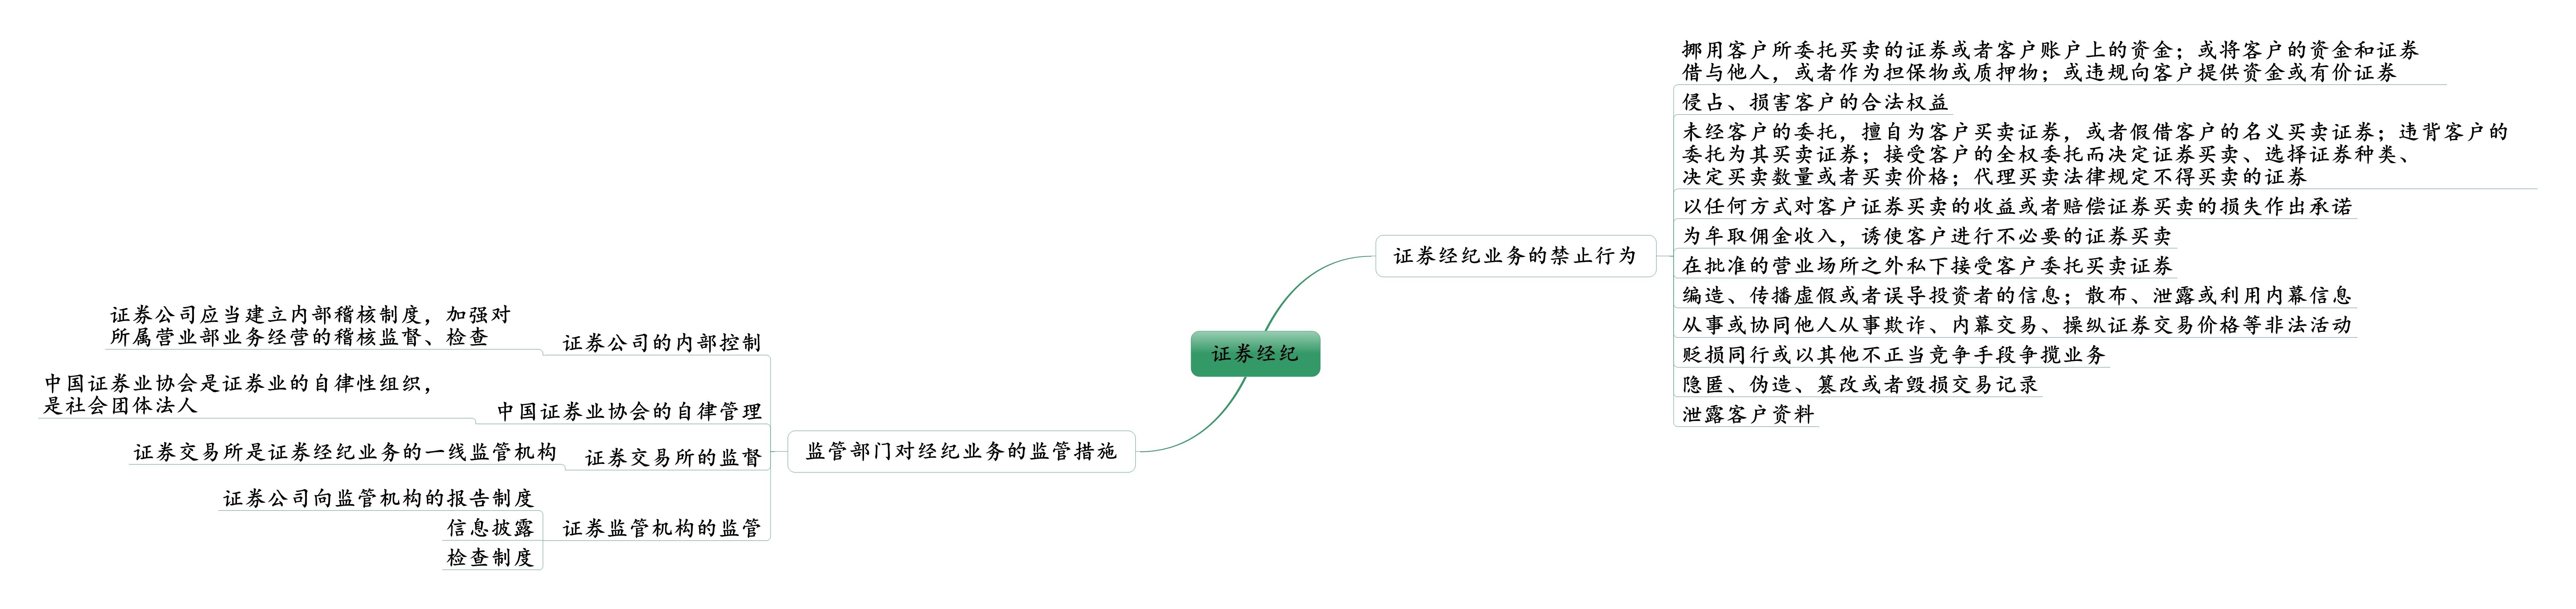 证券经纪
证券经纪业务的禁止行为
挪用客户所委托买卖的证券或者客户账户上的资金；或将客户的资金和证券
借与他人，或者作为担保物或质押物；或违规向客户提供资金或有价证券
侵占、损害客户的合法权益
未经客户的委托，擅自为客户买卖证券，或者假借客户的名义买卖证券；违背客户的
委托为其买卖证券；接受客户的全权委托而决定证券买卖、选择证券种类、
决定买卖数量或者买卖价格；代理买卖法律规定不得买卖的证券
以任何方式对客户证券买卖的收益或者赔偿证券买卖的损失作出承诺
为牟取佣金收入，诱使客户进行不必要的证券买卖
在批准的营业场所之外私下接受客户委托买卖证券
编造、传播虚假或者误导投资者的信息；散布、泄露或利用内幕信息
从事或协同他人从事欺诈、内幕交易、操纵证券交易价格等非法活动
贬损同行或以其他不正当竞争手段争揽业务
隐匿、伪造、篡改或者毁损交易记录
泄露客户资料
监管部门对经纪业务的监管措施
证券公司的内部控制
证券公司应当建立内部稽核制度，加强对
所属营业部业务经营的稽核监督、检查
中国证券业协会的自律管理
中国证券业协会是证券业的自律性组织，
是社会团体法人
证券交易所的监督
证券交易所是证券经纪业务的一线监管机构
证券监管机构的监管
证券公司向监管机构的报告制度
信息披露
检查制度